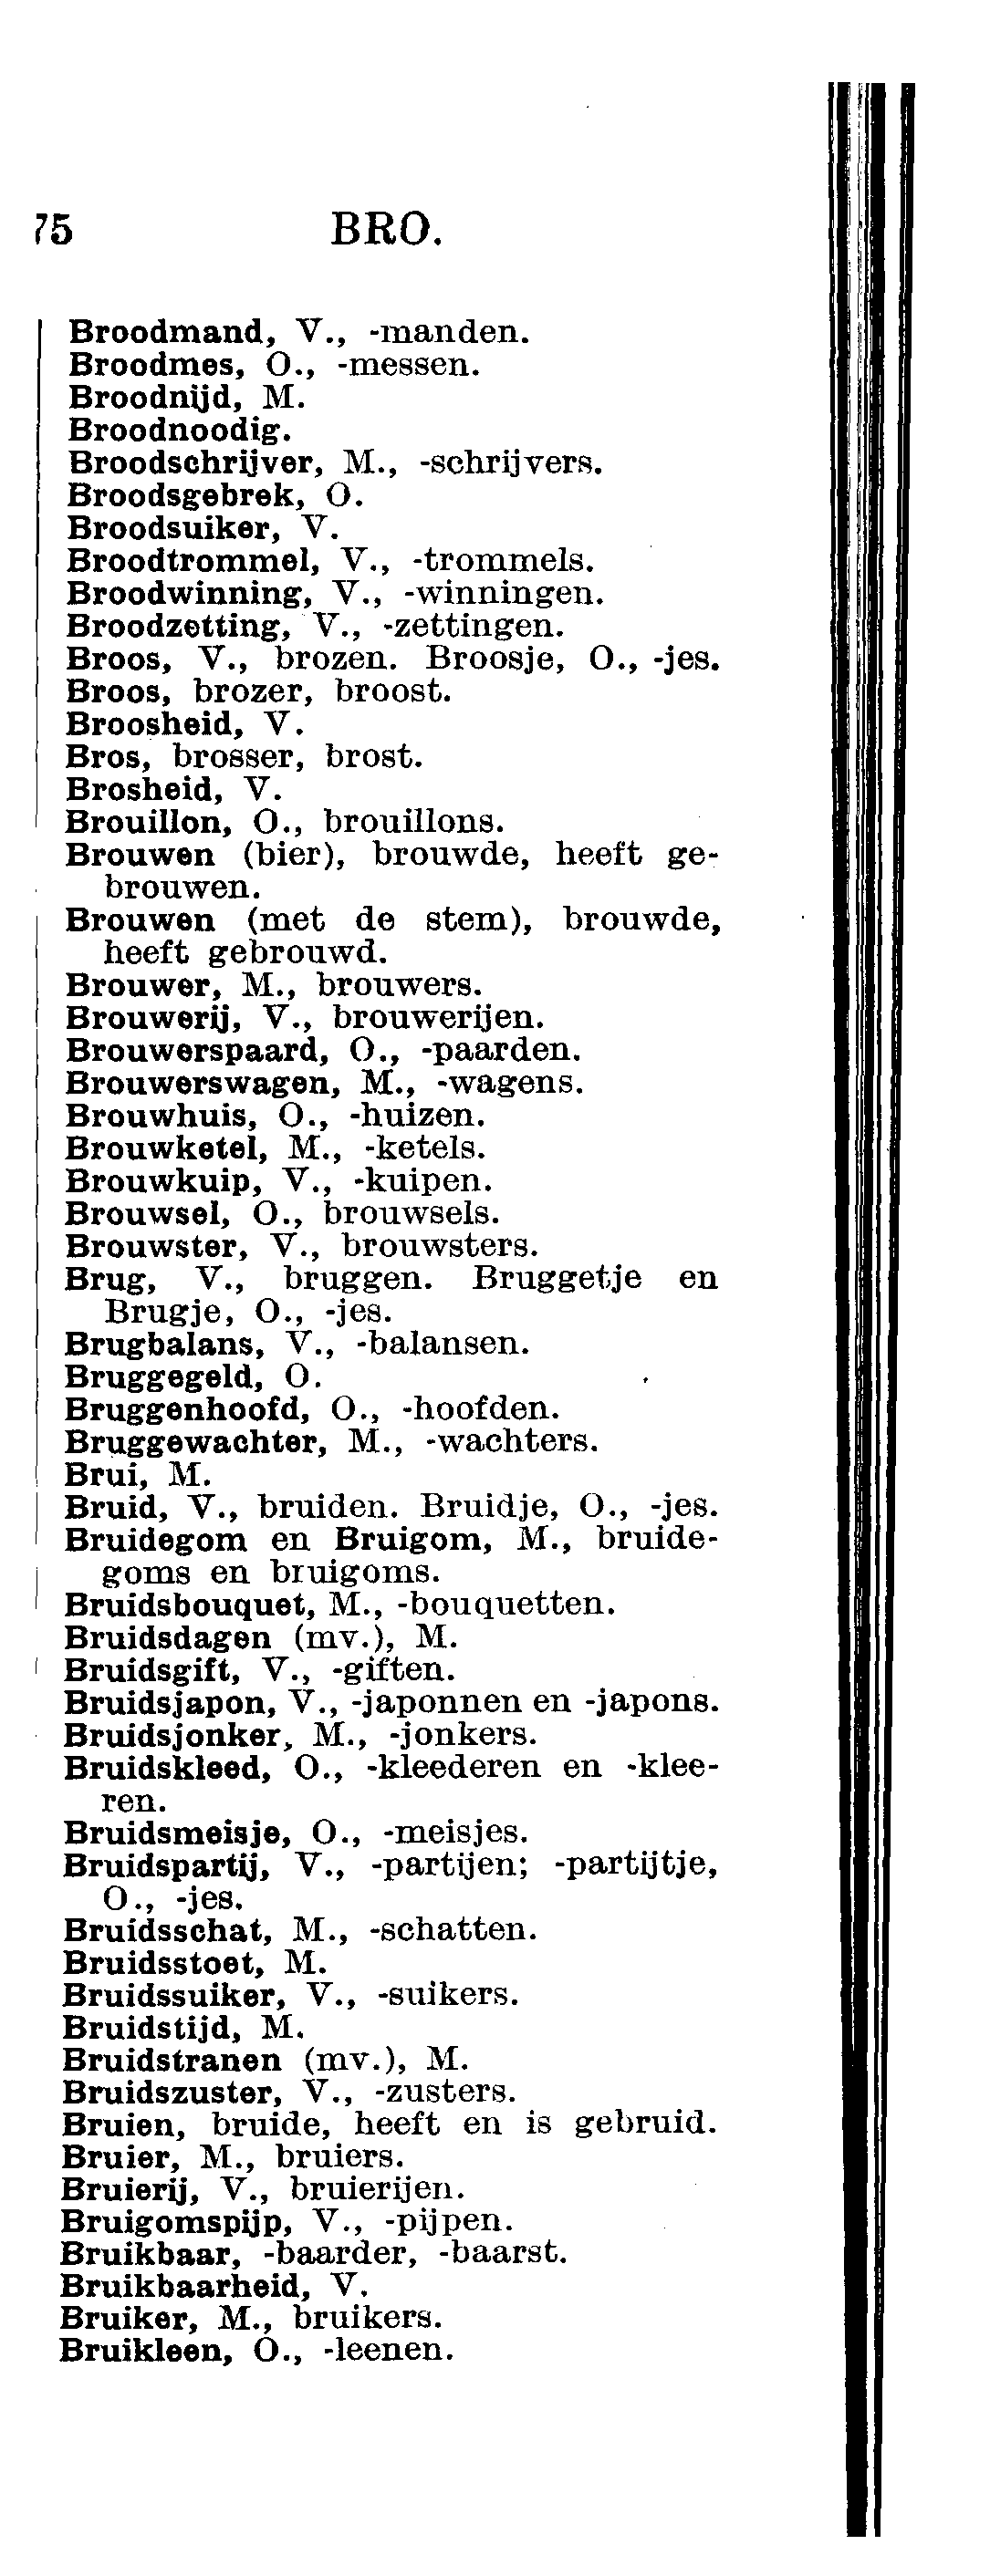 75 BRO.
Broodmand, V., -manden.
Broodmes, O., -messen.
Broodnijd, M.
Broodnoodig.
Broodschrijver, M., -schrijvers.
Broodsgebrek, O.
Broodsuiker, V.
Broodtrommel, V., -trommels.
Broodwinning, V., -winningen.
Broodzetting, V., -zettingen.
Broos, V., brozen. Broosje, O., -jes.
Broos, brozer, broost.
Broosheid, V.
Bros, brosser, brost.
Brosheid, V.
Brouillon, O., brouillons.
Brouwen (bier), brouwde, heeft ge-
brouwen.
Brouwen (met de stem), brouwde,
heeft gebrouwd.
Brouwer, M., brouwers.
Brouwerij, V., brouwerijen.
Brouwerspaard, O., -paarden.
Brouwerswagen, M., -wagens.
Brouwhuis, O., -huizen.
Brouwketel, M., -ketels.
Brouwkuip, V., -kuipen.
Brouwsel, O., brouwsels.
Brouwster, V., brouwsters.
Brug, V., bruggen. Bruggetje en
Brugje, O., -jes.
Brugbalans, V., -balansen.
Bruggegeld, O.
Bruggenhoofd, O., -hoofden.
Bruggewachter, M., -wachters.
Brui, M.
Bruid, V., bruiden. Bruidje, O., -jes.
Bruidegom en Bruigom, M., bruide-
goms en bruigoms.
Bruidsbouquet, M., -bouquetten.
Bruidsdagen (mv.), M.
Bruidsgift, V., -giften.
Bruidsjapon, V., -japonnen en -japons.
Bruidsjonker, M., -jonkers.
Bruidskleed, O., -kleederen en -klee-
ren.
Bruidsmeisje, O., -meisjes.
Bruidspartij, V., -partijen; -partijtje,
O., -jes.
Bruidsschat, M., -schatten.
Bruidsstoet, M.
Bruidssuiker, V., -suikers.
Bruidstijd, M.
Bruidstranen (mv.), M.
Bruidszuster, V., -zusters.
Bruien, bruide, heeft en is gebruid.
Bruier, M., bruiers.
Bruierij, V., bruierijen.
Bruigomspijp, V., -pijpen.
Bruikbaar, -baarder, -baarst.
Bruikbaarheid, V.
Bruiker, M., bruikers.
Bruikleen, O., -leenen.